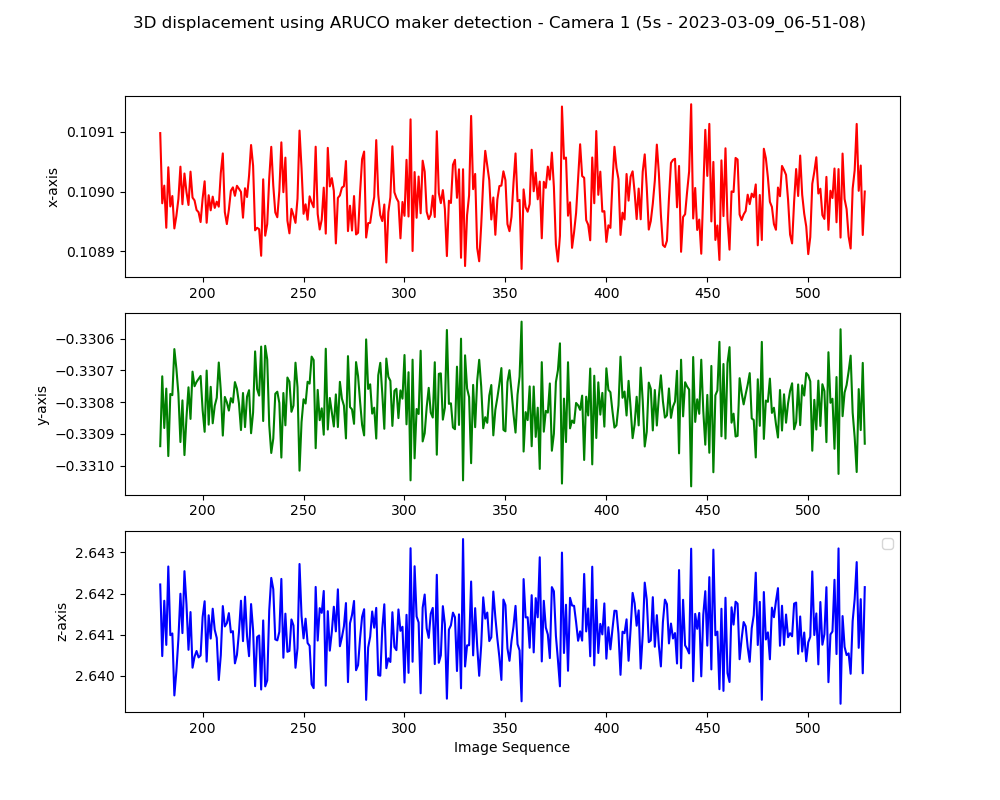 3D displacement using ARUCO maker detection - Camera 1 (5s - 2023-03-09_06-51-08)
0.1091
0.1090
0.1089
x-axis
200 250 300 350 400 450 500
−0.3306
−0.3307
−0.3308
−0.3309
−0.3310
y-axis
200 250 300 350 400 450 500
2.643
2.642
2.641
2.640
z-axis
200 250 300 350 400 450 500
Image Sequence